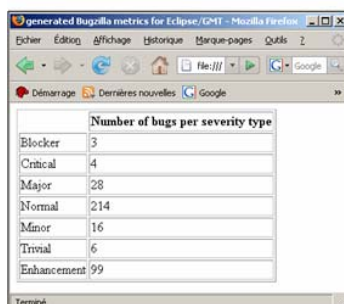 generated Bugzilla metrics for Eclipse/GMT - Mozilla Firefox
Fichier Édition Affichage Historique Marque-pages Outils ?
file:/// G Google
Démarrage Dernières nouvelles Google »
Number of bugs per severity type
Blocker 3
Critical 4
Major 28
Normal 214
Minor 16
Trivial 6
Enhancement 99
Terminé